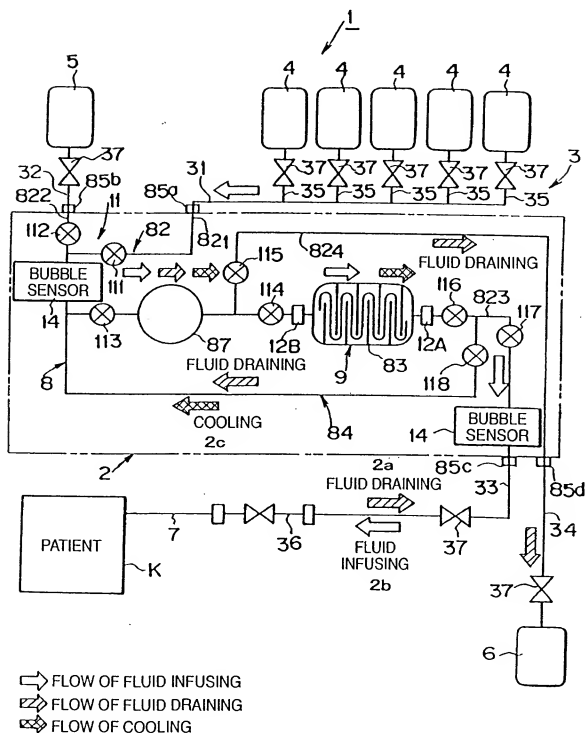 1
5
4 4 4 4 4
37
37 37 37 37 37
3
32
31
35 35 35 35 35
822
85b
11
85a
821
112
82
824
FLUID DRAINING
111
115
BUBBLE SENSOR
14
114
116
823
117
113
87
12B
12A
9
83
118
FLUID DRAINING
8
COOLING
2c
84
14
BUBBLE SENSOR
2
2a
85c
85d
FLUID DRAINING
33
34
PATIENT
7
36
37
FLUID INFUSING
2b
K
37
6
FLOW OF FLUID INFUSING
FLOW OF FLUID DRAINING
FLOW OF COOLING